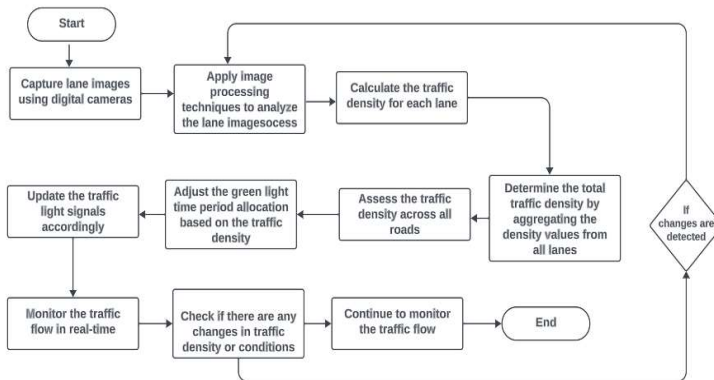 Start
Capture lane images
using digital cameras
Apply image
processing
techniques to analyze
the lane imagesocess
Calculate the traffic
density for each lane
Determine the total
traffic density by
aggregating the
density values from
all lanes
Assess the traffic
density across all
roads
Adjust the green light
time period allocation
based on the traffic
density
Update the traffic
light signals
accordingly
Monitor the traffic
flow in real-time
Check if there are any
changes in traffic
density or conditions
Continue to monitor
the traffic flow
End
If
changes are
detected